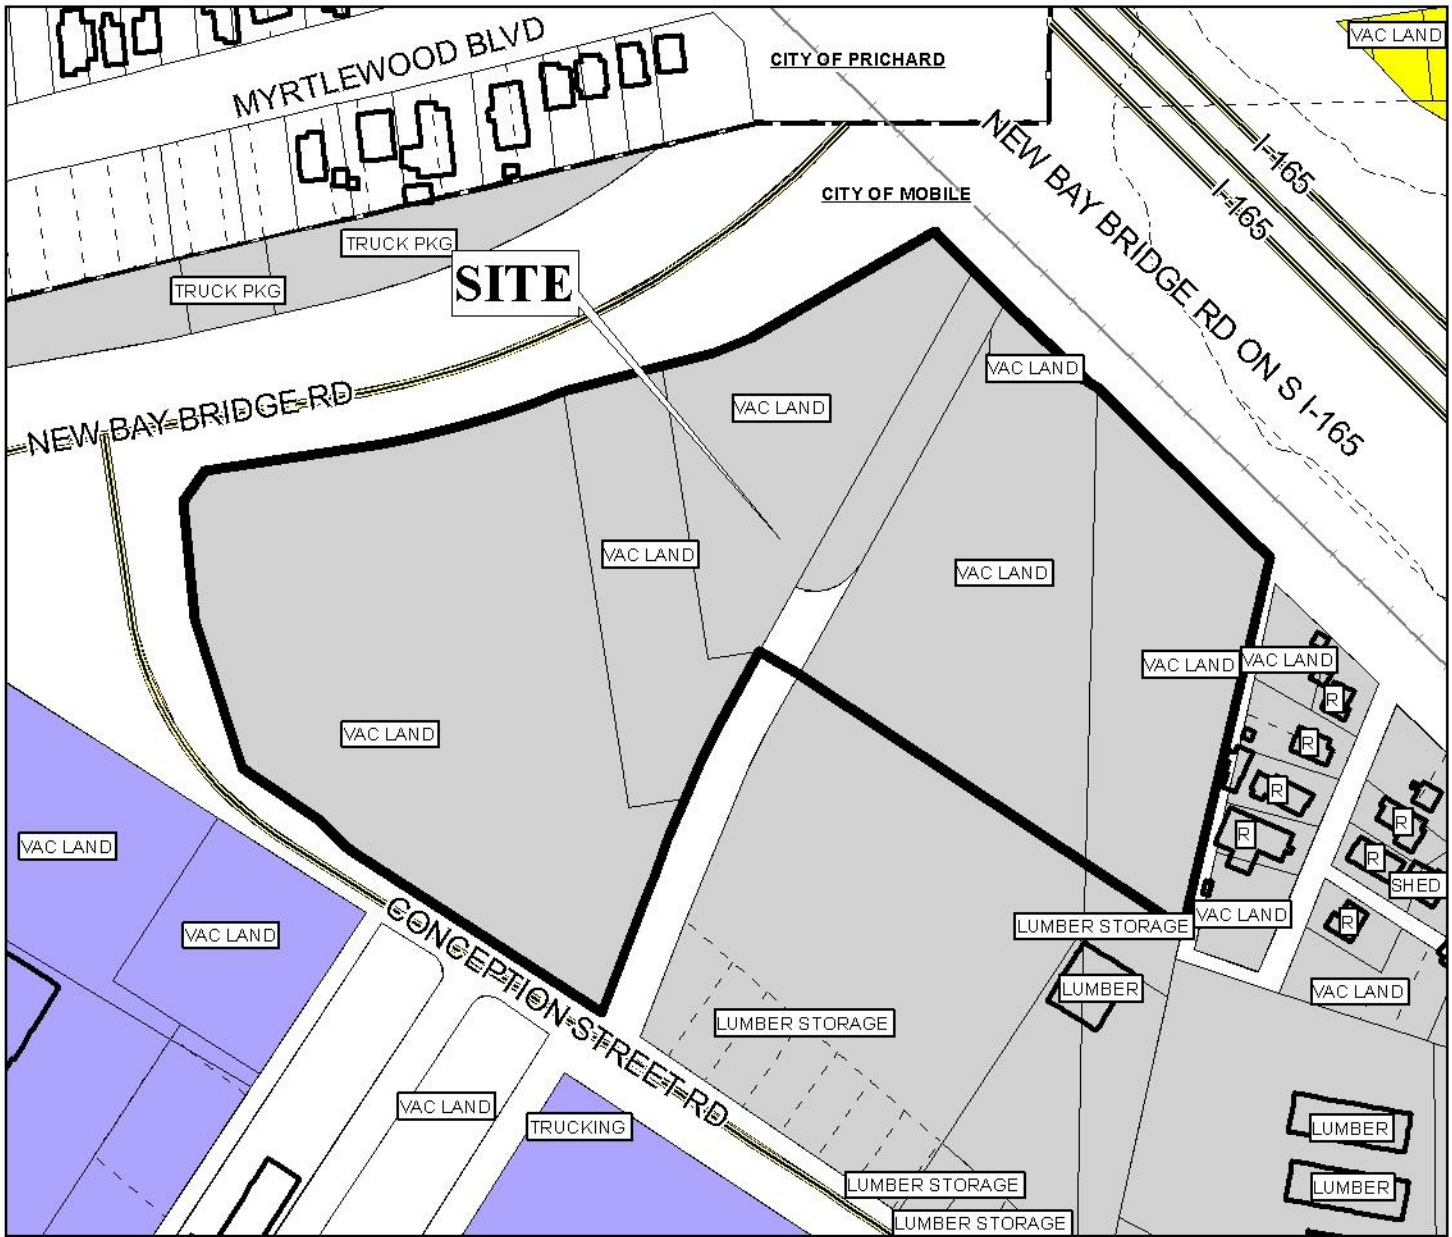 VAC LAND
MYRTLEWOOD BLVD
CITY OF PRICHARD
I-165
I-165
CITY OF MOBILE
NEW BAY BRIDGE RD ON S I-165
TRUCK PKG
TRUCK PKG
SITE
VAC LAND
NEW BAY BRIDGE RD
VAC LAND
VAC LAND
VAC LAND
VAC LAND
VAC LAND
R
VAC LAND
R
R
R
R
R
SHED
VAC LAND
VAC LAND
LUMBER STORAGE
R
VAC LAND
CONCEPTION STREET RD
LUMBER
VAC LAND
LUMBER STORAGE
VAC LAND
TRUCKING
LUMBER
LUMBER STORAGE
LUMBER
LUMBER STORAGE